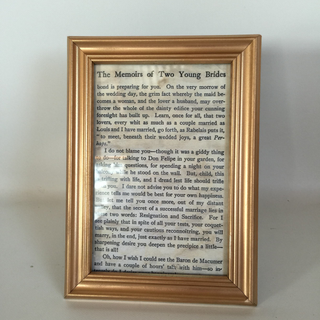 The Memoirs of Two Young Brides
bond is preparing for you. On the very morrow of
the wedding day, the grim fact whereby the maid be-
comes a woman, and the lover a husband, may over-
throw the whole of the dainty edifice your cunning
foresight has built up. Learn, once for all, that two
lovers, every whit as much as a couple married as
Louis and I have married, go forth, as Rabelais puts it,
"to meet, beneath their wedded joys, a great Per-
haps."
I do not blame you—though it was a giddy thing
to do—for talking to Don Felipe in your garden, for
questions, for spending a night on your
he stood on the wall. But, child, this
with life, and I dread lest life should trifle
I dare not advise you to do what my expe-
tells me would be best for your own happiness.
let me tell you once more, out of my distant
that the secret of a successful marriage lies in
two words: Resignation and Sacrifice. For I
see plainly that in spite of all your tests, your coquet-
tish ways, and your cautious reconnoitring, you will
marry, in the end, just exactly as I have married. By
sharpening desire you deepen the precipice a little—
that is all!
Oh, how I wish I could see the Baron de Macumer
and have a couple of hours' talk with him—so